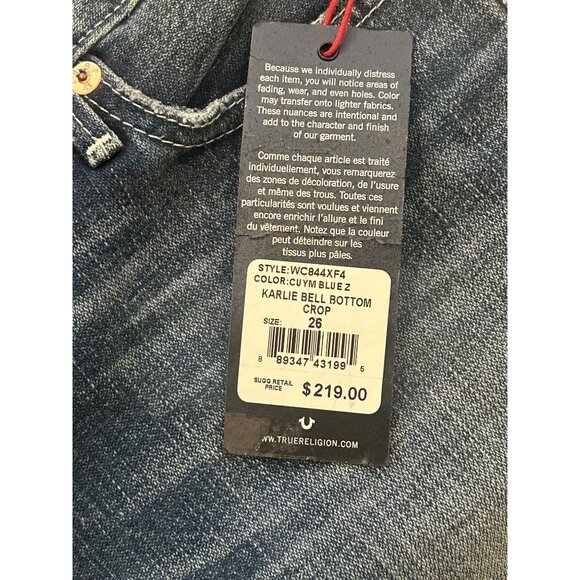 Because we individually distress
each item, you will notice areas of
fading, wear, and even holes. Color
may transfer onto lighter fabrics.
These nuances are intentional and
add to the character and finish
of our garment.
Comme chaque article est traité
individuellement, vous remarquerez
des zones de décoloration, de l'usure
et même des trous. Toutes ces
particularités sont voulues et viennent
encore enrichir l'allure et le fini
du vêtement. Notez que la couleur
peut déteindre sur les
tissus plus pâles.
STYLE:WC844XF4
COLOR:CUYM BLUE Z
KARLIE BELL BOTTOM
CROP
SIZE: 26
8 89347 43199 5
SUGG RETAIL
PRICE $219.00
WWW.TRUERELIGION.COM